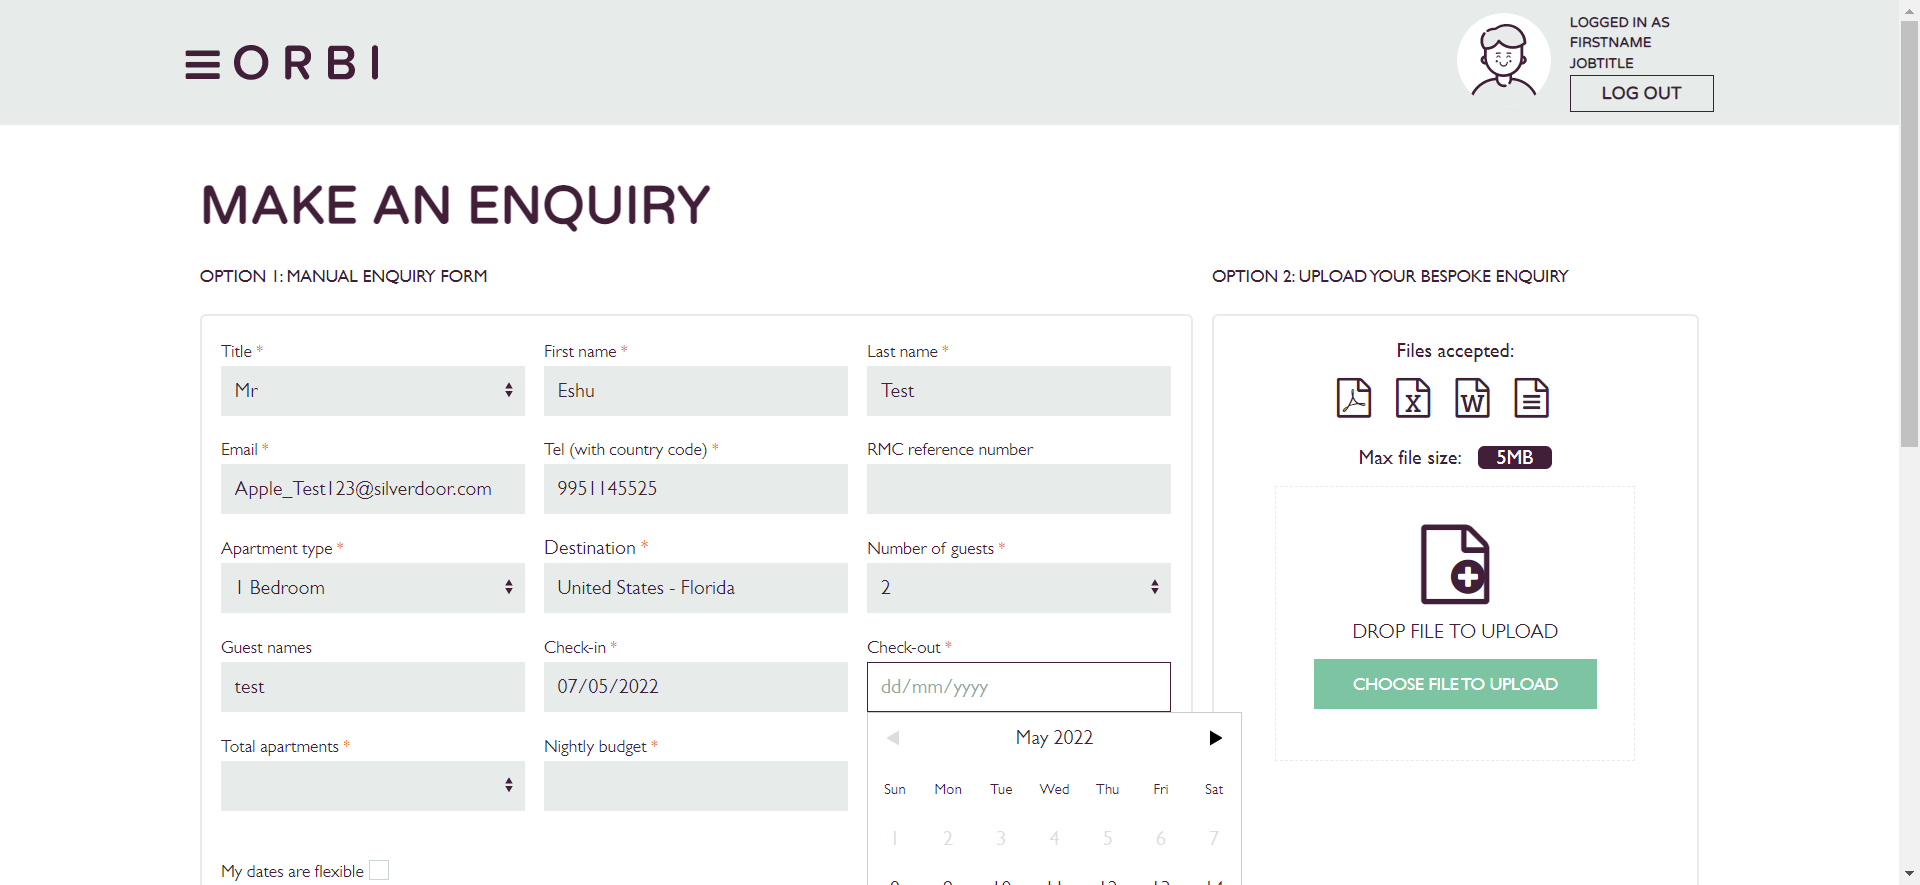 ORBI
LOGGED IN AS
FIRSTNAME
JOBTITLE
LOG OUT
MAKE AN ENQUIRY
OPTION 1: MANUAL ENQUIRY FORM
OPTION 2: UPLOAD YOUR BESPOKE ENQUIRY
Title *
First name *
Last name *
Mr
Eshu
Test
Email *
Tel (with country code) *
RMC reference number
Apple_Test123@silverdoor.com
9951145525
Apartment type *
Destination *
Number of guests *
1 Bedroom
United States - Florida
2
Guest names
Check-in *
Check-out *
test
07/05/2022
dd/mm/yyyy
Total apartments *
Nightly budget *
May 2022
Sun Mon Tue Wed Thu Fri Sat
1 2 3 4 5 6 7
My dates are flexible
Files accepted:
X W
Max file size: 5MB
DROP FILE TO UPLOAD
CHOOSE FILE TO UPLOAD